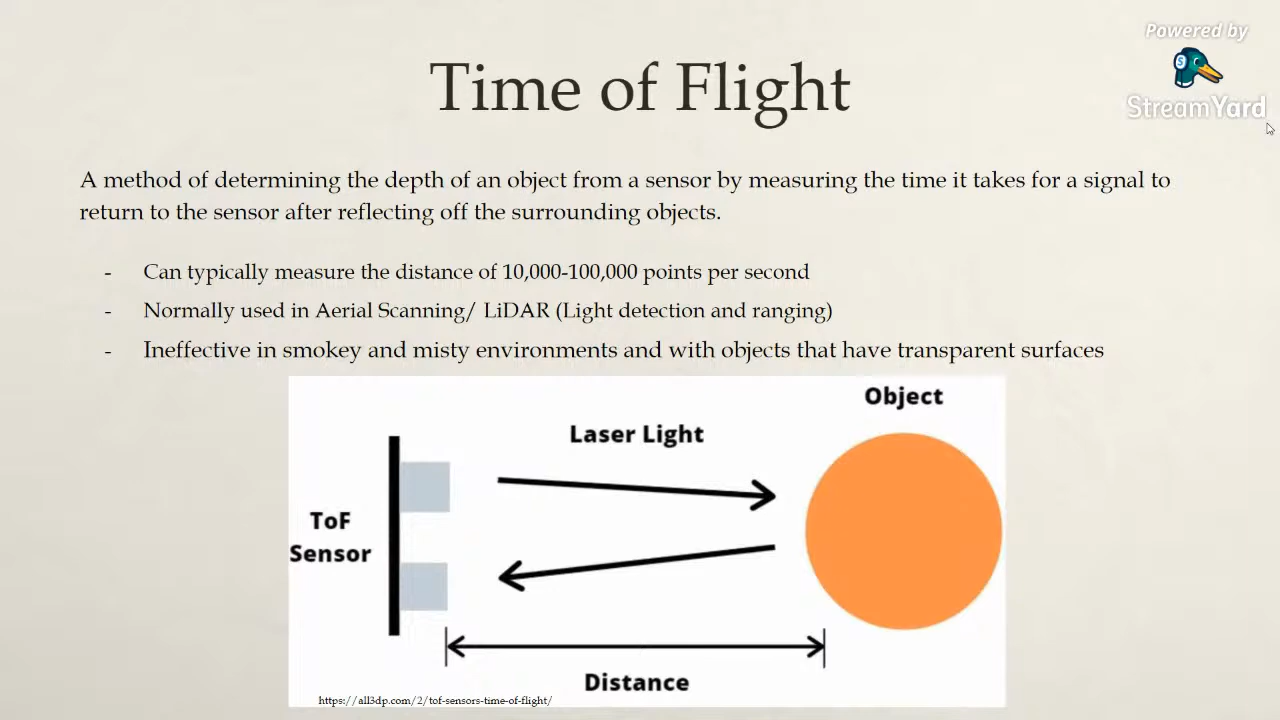 Powered by
StreamYard
Time of Flight
A method of determining the depth of an object from a sensor by measuring the time it takes for a signal to
return to the sensor after reflecting off the surrounding objects.
- Can typically measure the distance of 10,000-100,000 points per second
- Normally used in Aerial Scanning/ LiDAR (Light detection and ranging)
- Ineffective in smokey and misty environments and with objects that have transparent surfaces
Object
Laser Light
ToF
Sensor
Distance
https://all3dp.com/2/tof-sensors-time-of-flight/